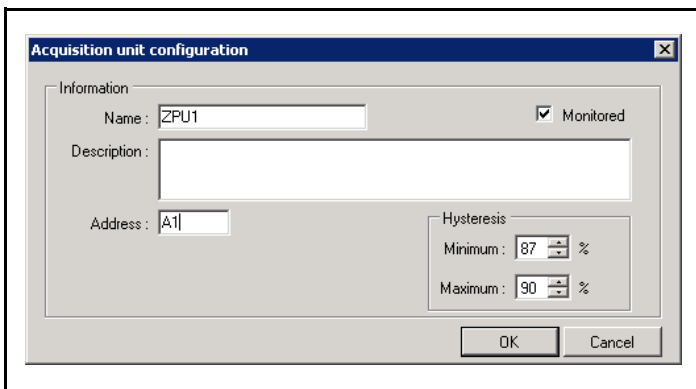 Acquisition unit configuration
Information
Name : ZPU1
Monitored
Description :
Address : A1
Hysteresis
Minimum : 87 %
Maximum : 90 %
OK Cancel